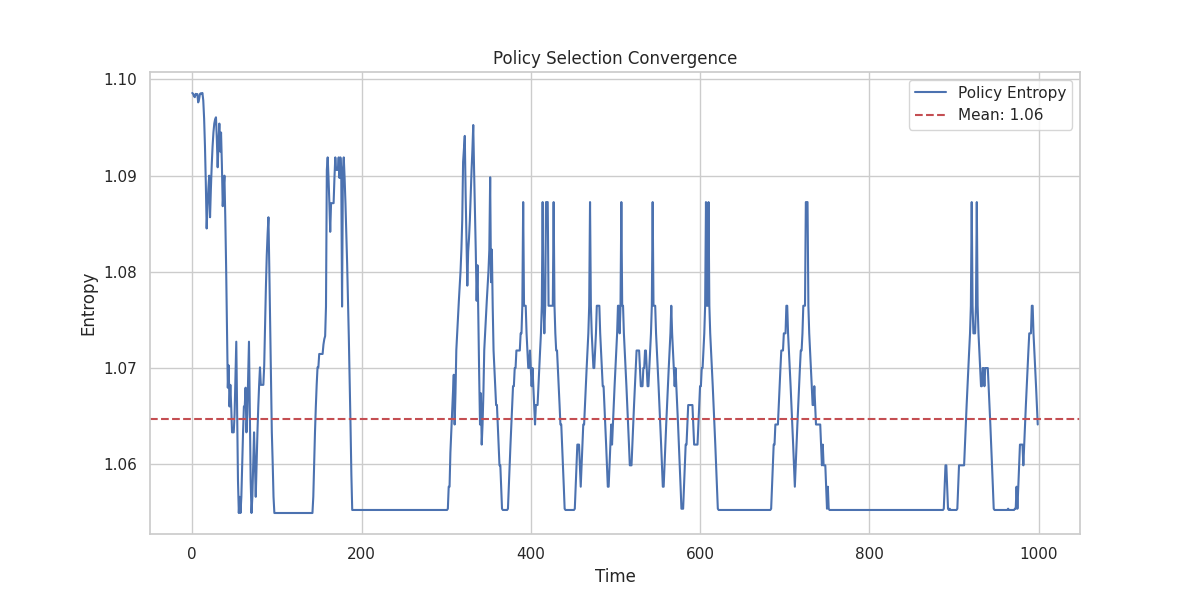 Policy Selection Convergence
Entropy
1.10
1.09
1.08
1.07
1.06
Policy Entropy
Mean: 1.06
0
200
400
600
800
1000
Time